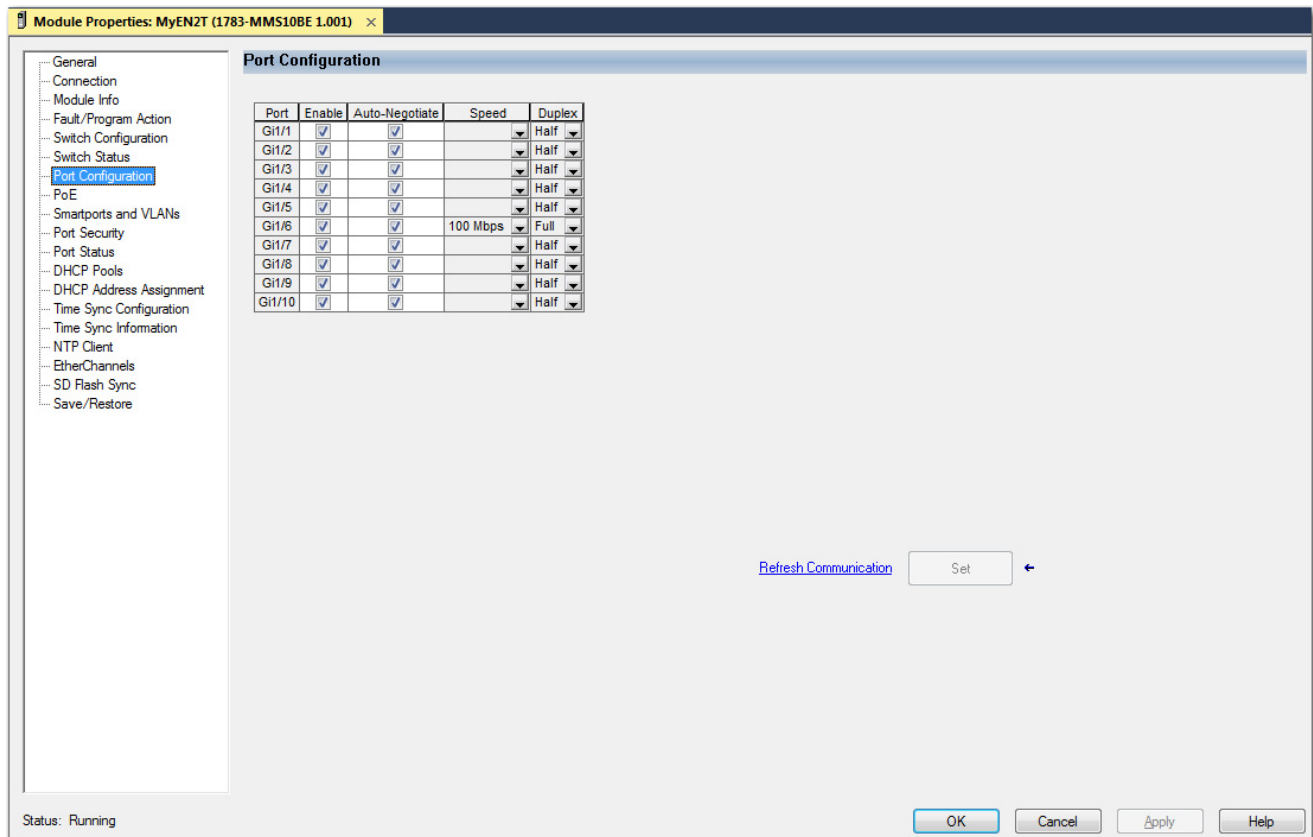 Module Properties: MyEN2T (1783-MMS10BE 1.001) ×
General
Connection
Module Info
Fault/Program Action
Switch Configuration
Switch Status
Port Configuration
PoE
Smartports and VLANs
Port Security
Port Status
DHCP Pools
DHCP Address Assignment
Time Sync Configuration
Time Sync Information
NTP Client
EtherChannels
SD Flash Sync
Save/Restore
Port Configuration
Port Enable Auto-Negotiate Speed Duplex
Gi1/1 Half
Gi1/2 Half
Gi1/3 Half
Gi1/4 Half
Gi1/5 Half
Gi1/6 100 Mbps Full
Gi1/7 Half
Gi1/8 Half
Gi1/9 Half
Gi1/10 Half
Refresh Communication Set
Status: Running
OK Cancel Apply Help